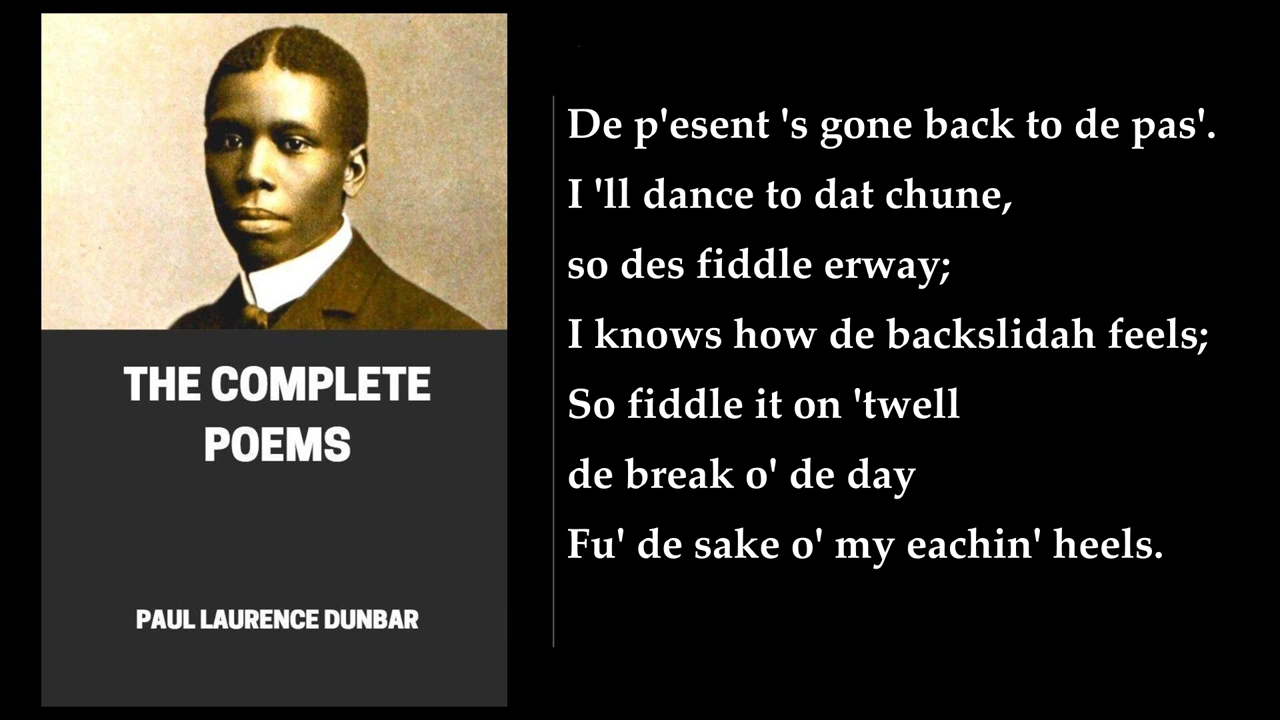 THE COMPLETE
POEMS
PAUL LAURENCE DUNBAR
De p'esent 's gone back to de pas'.
I 'll dance to dat chune,
so des fiddle erway;
I knows how de backslidah feels;
So fiddle it on 'twell
de break o' de day
Fu' de sake o' my eachin' heels.